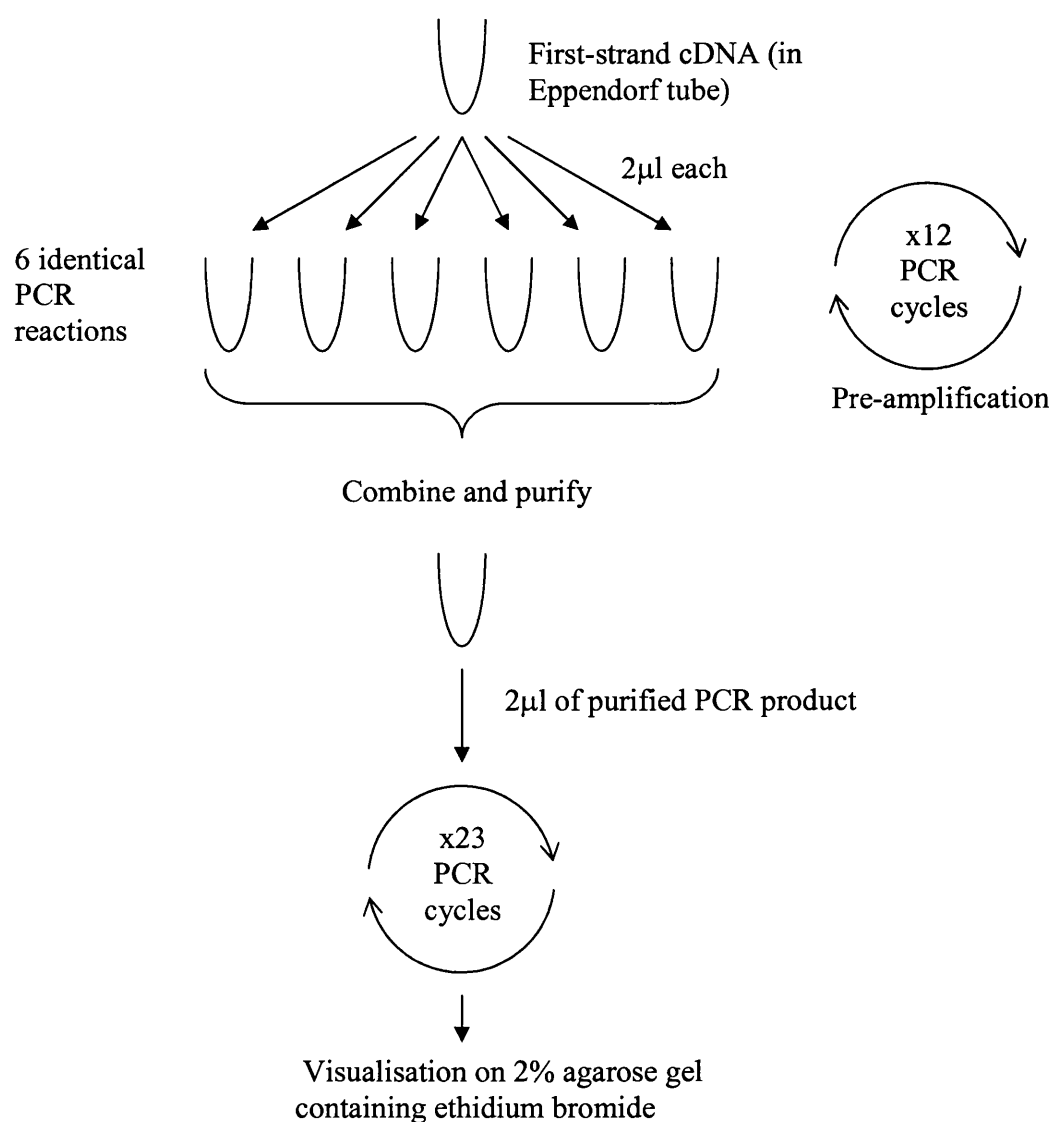 First-strand cDNA (in
Eppendorf tube)
2μl each
6 identical
PCR
reactions
x12
PCR
cycles
Pre-amplification
Combine and purify
2μl of purified PCR product
x23
PCR
cycles
Visualisation on 2% agarose gel
containing ethidium bromide